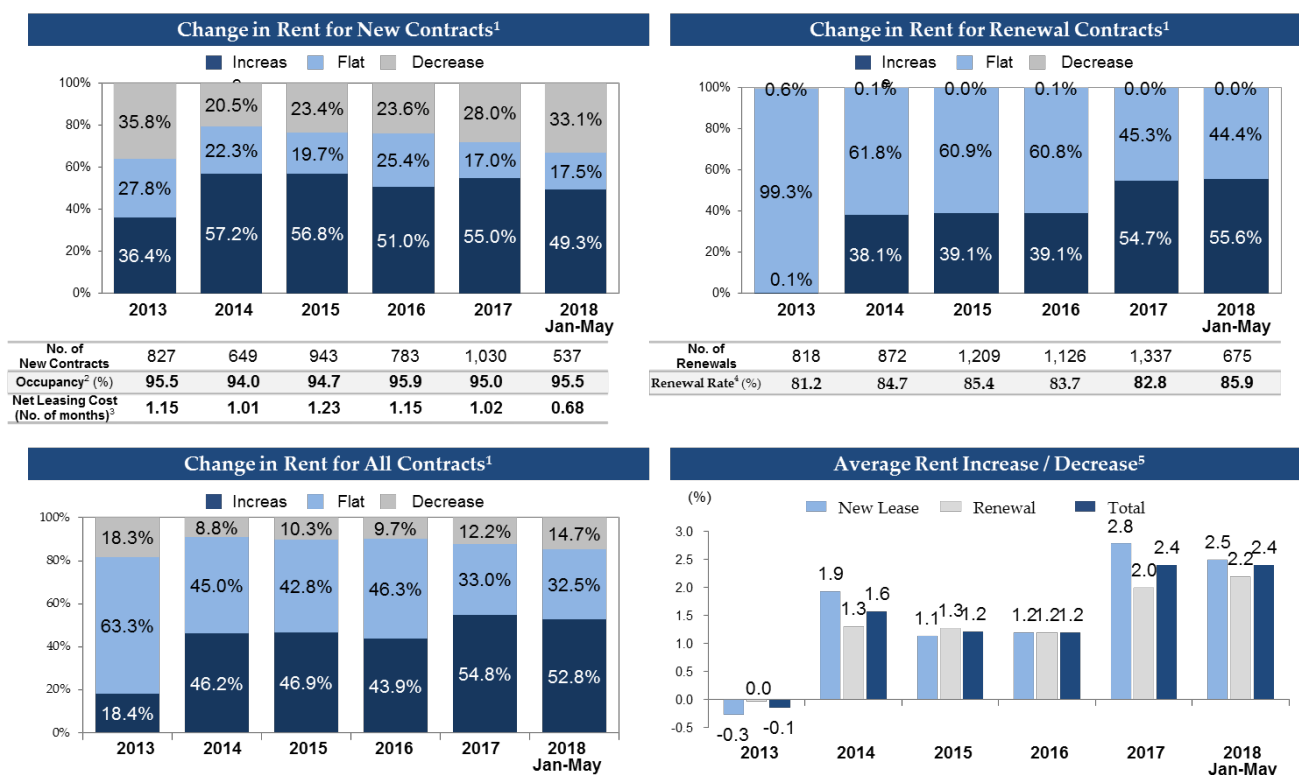 Change in Rent for New Contracts1
Increas Flat Decrease
100%
80%
60%
40%
20%
0%
35.8% 20.5% 23.4% 23.6% 28.0% 33.1%
27.8% 22.3% 19.7% 25.4% 17.0% 17.5%
36.4% 57.2% 56.8% 51.0% 55.0% 49.3%
2013 2014 2015 2016 2017 2018
Jan-May
No. of
New Contracts 827 649 943 783 1,030 537
Occupancy2 (%) 95.5 94.0 94.7 95.9 95.0 95.5
Net Leasing Cost
(No. of months)3 1.15 1.01 1.23 1.15 1.02 0.68
Change in Rent for Renewal Contracts1
Increas Flat Decrease
100%
80%
60%
40%
20%
0%
0.6% 0.1% 0.0% 0.1% 0.0% 0.0%
99.3% 61.8% 60.9% 60.8% 45.3% 44.4%
0.1% 38.1% 39.1% 39.1% 54.7% 55.6%
2013 2014 2015 2016 2017 2018
Jan-May
No. of
Renewals 818 872 1,209 1,126 1,337 675
Renewal Rate4 (%) 81.2 84.7 85.4 83.7 82.8 85.9
Change in Rent for All Contracts1
Increas Flat Decrease
100%
80%
60%
40%
20%
0%
18.3% 8.8% 10.3% 9.7% 12.2% 14.7%
63.3% 45.0% 42.8% 46.3% 33.0% 32.5%
18.4% 46.2% 46.9% 43.9% 54.8% 52.8%
2013 2014 2015 2016 2017 2018
Jan-May
Average Rent Increase / Decrease5
(%)
New Lease Renewal Total
3.0
2.5
2.0
1.5
1.0
0.5
0.0
-0.5
-0.3 0.0 -0.1
1.9 1.3 1.6
1.1 1.3 1.2
1.2 1.2 1.2
2.8 2.0 2.4
2.5 2.2 2.4
2013 2014 2015 2016 2017 2018
Jan-May